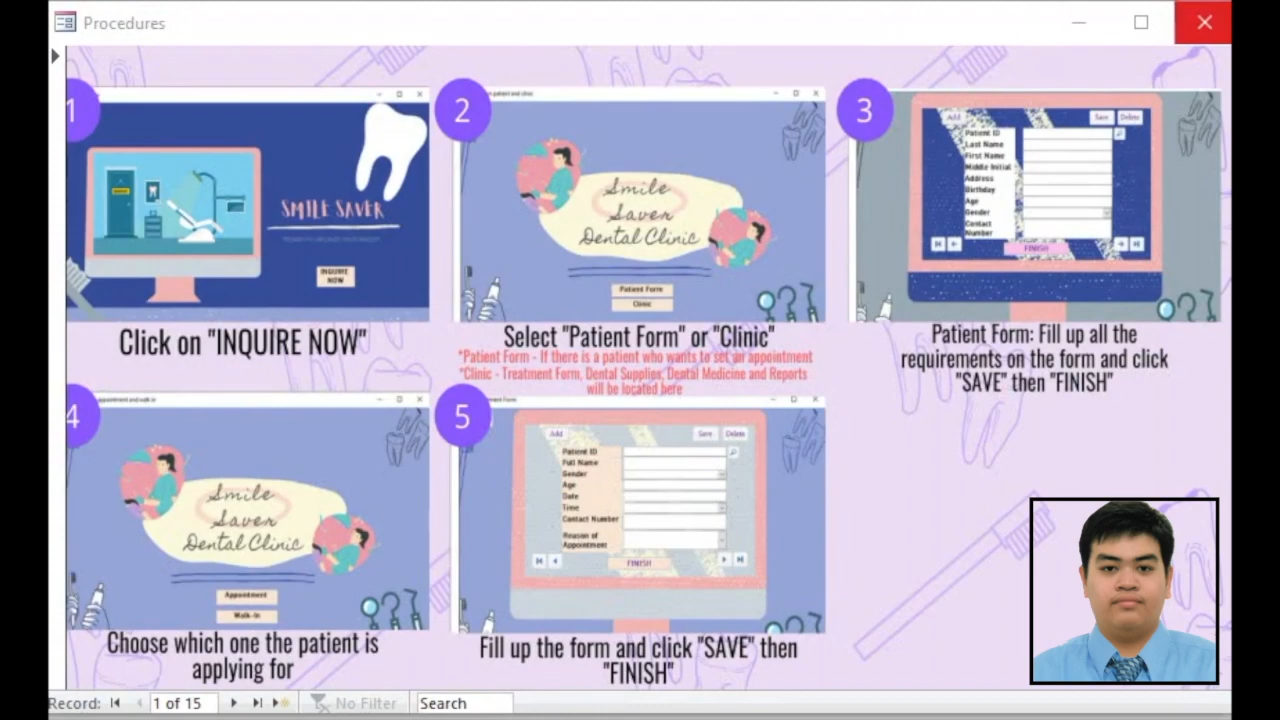 Procedures
1
SMILE SAVER
INQUIRE
NOW
Click on "INQUIRE NOW"
2
Smile
Saver
Dental Clinic
Patient Form
Clinic
Select "Patient Form" or "Clinic"
*Patient Form - If there is a patient who wants to set an appointment
*Clinic - Treatment Form, Dental Supplies, Dental Medicine and Reports
will be located here
3
Add Save Delete
Patient ID
Last Name
First Name
Middle Initial
Address
Birthday
Age
Gender
Contact
Number
FINISH
Patient Form: Fill up all the
requirements on the form and click
"SAVE" then "FINISH"
4
appointment and walk-in
Smile
Saver
Dental Clinic
Appointment
Walk-In
Choose which one the patient is
applying for
5
Add Save Delete
Patient ID
Full Name
Gender
Age
Date
Time
Contact Number
Reason of
Appointment
FINISH
Fill up the form and click "SAVE" then
"FINISH"
Record: 1 of 15 No Filter Search